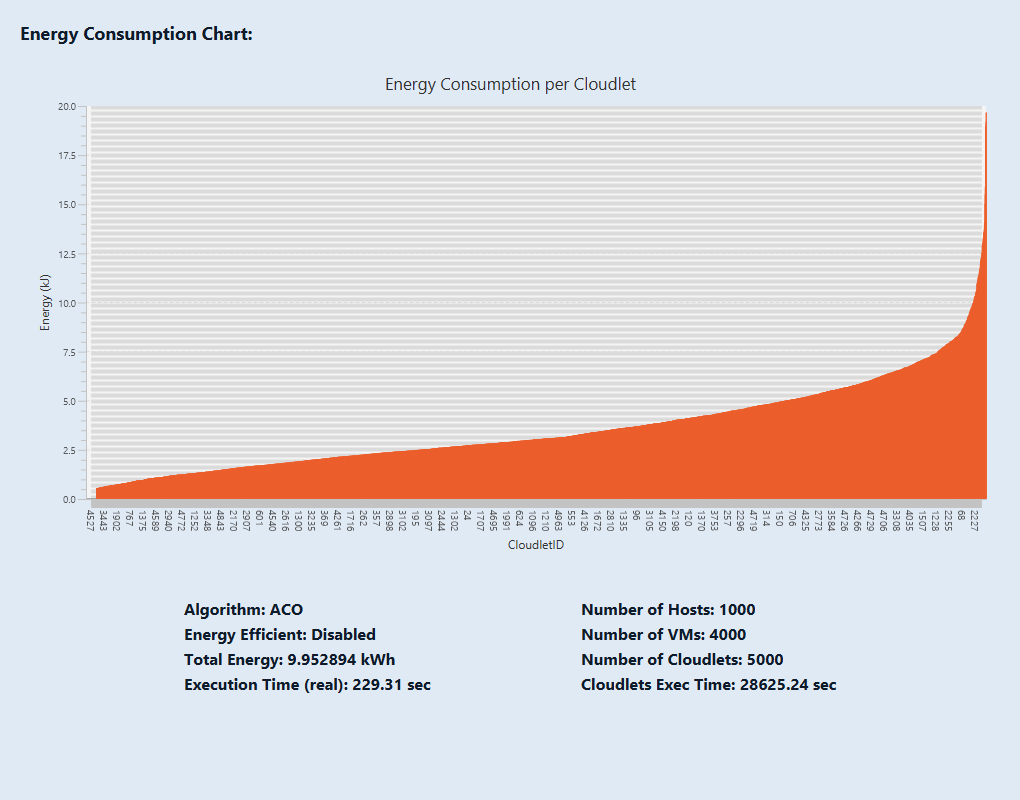 Energy Consumption Chart:
Energy Consumption per Cloudlet
20.0
17.5
15.0
12.5
10.0
7.5
5.0
2.5
0.0
Energy (kJ)
4527 3443 1902 767 1375 4589 2940 4772 1252 3348 4843 2170 2907 601 4540 2616 1300 3235 369 4261 1716 262 357 2898 3102 195 3097 2444 1302 24 1707 4695 1991 624 1096 1210 4963 553 4126 1672 2810 1335 96 3105 4150 2198 120 1370 3753 257 2296 4719 314 150 706 4325 2773 3584 4726 4266 4729 4706 3308 4035 1507 1228 2255 68 2227
CloudletID
Algorithm: ACO
Energy Efficient: Disabled
Total Energy: 9.952894 kWh
Execution Time (real): 229.31 sec
Number of Hosts: 1000
Number of VMs: 4000
Number of Cloudlets: 5000
Cloudlets Exec Time: 28625.24 sec